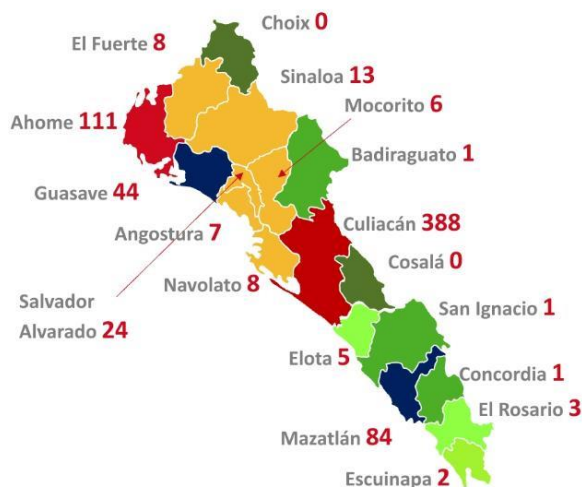 Choix 0
El Fuerte 8
Sinaloa 13
Mocorito 6
Ahome 111
Badiraguato 1
Guasave 44
Culiacán 388
Angostura 7
Cosalá 0
Navolato 8
Salvador
Alvarado 24
San Ignacio 1
Elota 5
Concordia 1
El Rosario 3
Mazatlán 84
Escuinapa 2